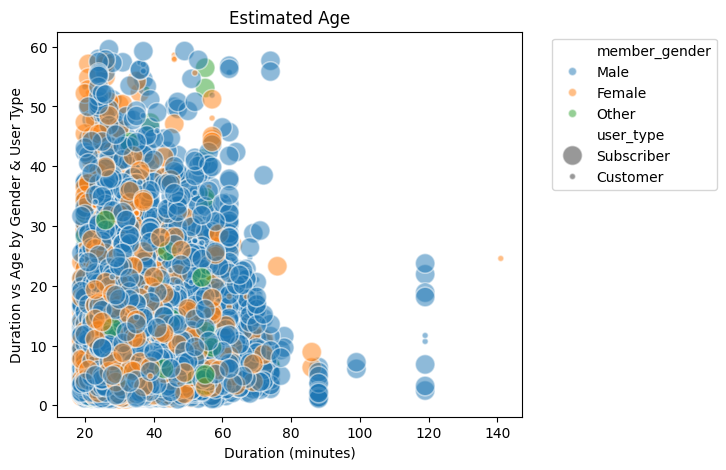 Estimated Age
member_gender
Male
Female
Other
user_type
Subscriber
Customer
Duration vs Age by Gender & User Type
60
50
40
30
20
10
0
20 40 60 80 100 120 140
Duration (minutes)